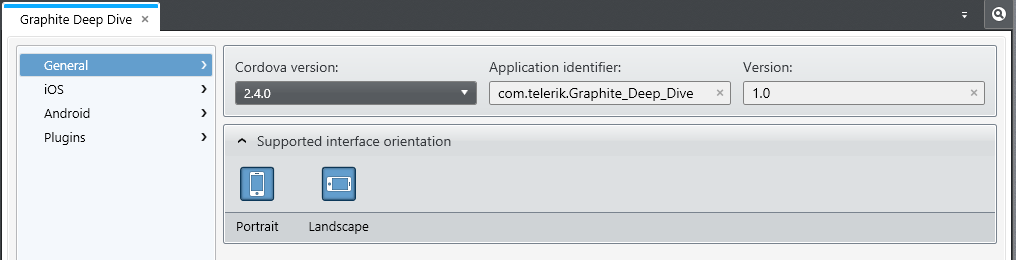 Graphite Deep Dive
General
iOS
Android
Plugins
Cordova version: Application identifier: Version:
2.4.0 com.telerik.Graphite_Deep_Dive 1.0
Supported interface orientation
Portrait Landscape